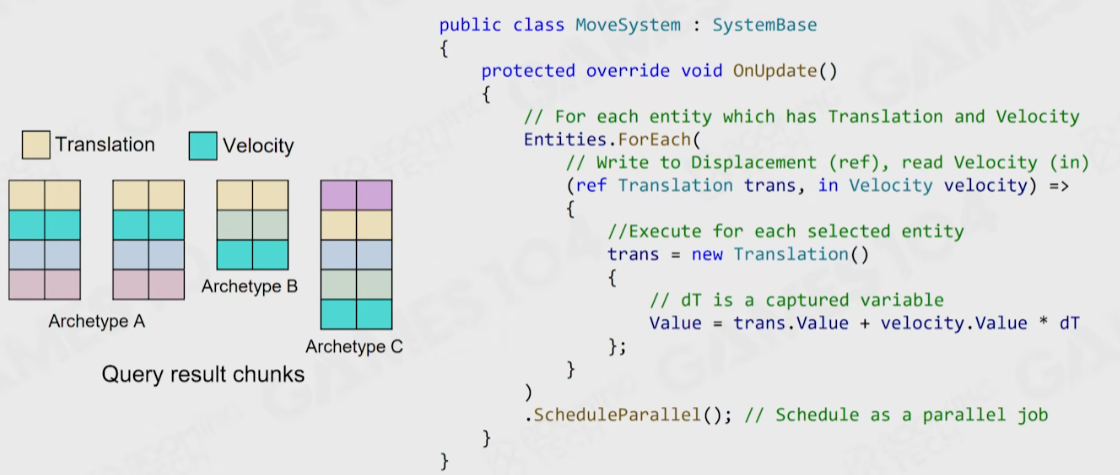 Translation
Velocity
Archetype A
Archetype B
Archetype C
Query result chunks
public class MoveSystem : SystemBase
{
    protected override void OnUpdate()
    {
        // For each entity which has Translation and Velocity
        Entities.ForEach(
            // Write to Displacement (ref), read Velocity (in)
            (ref Translation trans, in Velocity velocity) =>
            {
                //Execute for each selected entity
                trans = new Translation()
                {
                    // dT is a captured variable
                    Value = trans.Value + velocity.Value * dT
                };
            }
        )
        .ScheduleParallel(); // Schedule as a parallel job
    }
}
GAMES104